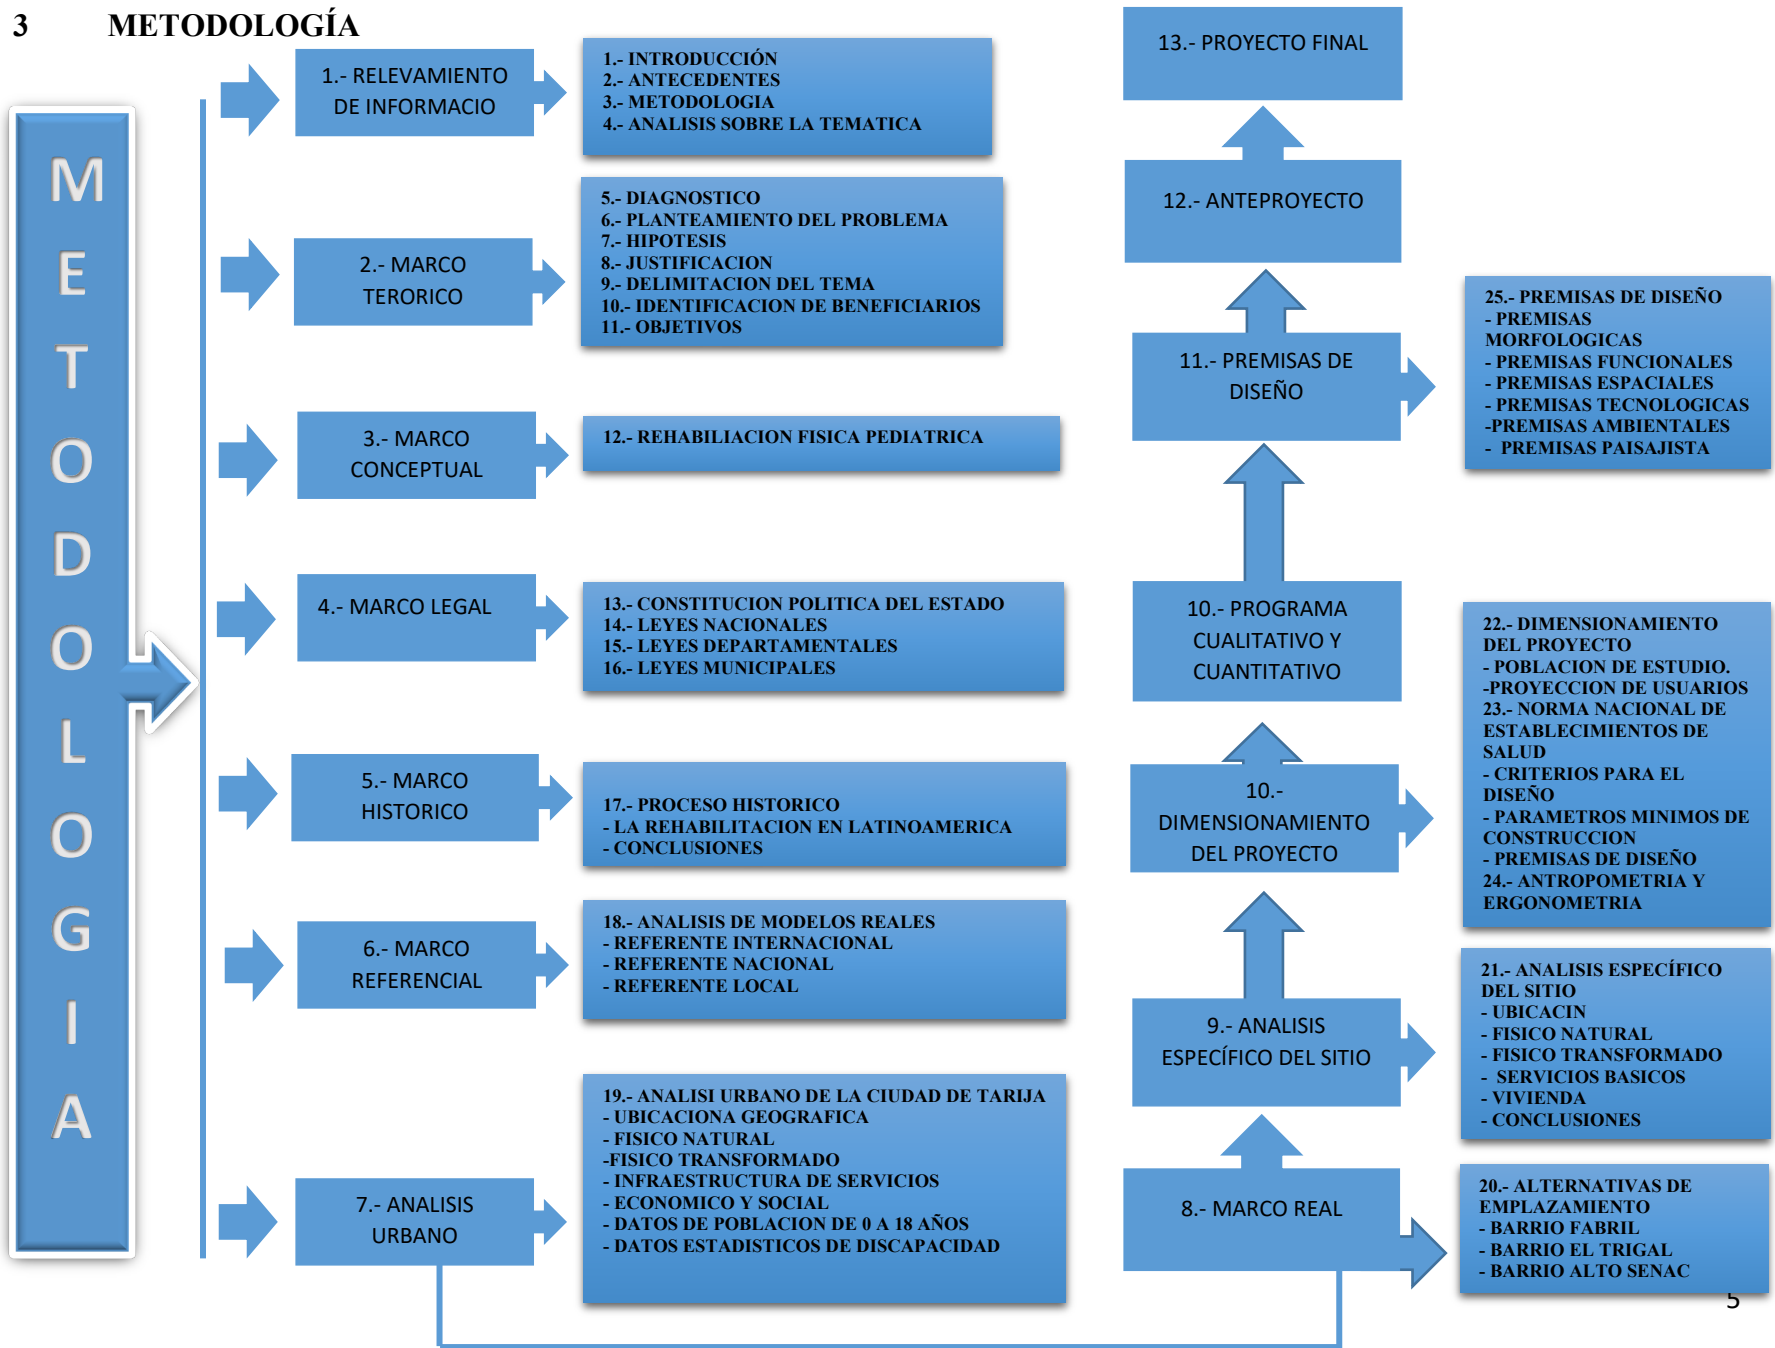 3 METODOLOGÍA
METODOLOGIA
1.- RELEVAMIENTO
DE INFORMACIO
1.- INTRODUCCIÓN
2.- ANTECEDENTES
3.- METODOLOGIA
4.- ANALISIS SOBRE LA TEMATICA
2.- MARCO
TERORICO
5.- DIAGNOSTICO
6.- PLANTEAMIENTO DEL PROBLEMA
7.- HIPOTESIS
8.- JUSTIFICACION
9.- DELIMITACION DEL TEMA
10.- IDENTIFICACION DE BENEFICIARIOS
11.- OBJETIVOS
3.- MARCO
CONCEPTUAL
12.- REHABILIACION FISICA PEDIATRICA
4.- MARCO LEGAL
13.- CONSTITUCION POLITICA DEL ESTADO
14.- LEYES NACIONALES
15.- LEYES DEPARTAMENTALES
16.- LEYES MUNICIPALES
5.- MARCO
HISTORICO
17.- PROCESO HISTORICO
- LA REHABILITACION EN LATINOAMERICA
- CONCLUSIONES
6.- MARCO
REFERENCIAL
18.- ANALISIS DE MODELOS REALES
- REFERENTE INTERNACIONAL
- REFERENTE NACIONAL
- REFERENTE LOCAL
7.- ANALISIS
URBANO
19.- ANALISI URBANO DE LA CIUDAD DE TARIJA
- UBICACIONA GEOGRAFICA
- FISICO NATURAL
-FISICO TRANSFORMADO
- INFRAESTRUCTURA DE SERVICIOS
- ECONOMICO Y SOCIAL
- DATOS DE POBLACION DE 0 A 18 AÑOS
- DATOS ESTADISTICOS DE DISCAPACIDAD
13.- PROYECTO FINAL
12.- ANTEPROYECTO
11.- PREMISAS DE
DISEÑO
25.- PREMISAS DE DISEÑO
- PREMISAS
MORFOLOGICAS
- PREMISAS FUNCIONALES
- PREMISAS ESPACIALES
- PREMISAS TECNOLOGICAS
-PREMISAS AMBIENTALES
- PREMISAS PAISAJISTA
10.- PROGRAMA
CUALITATIVO Y
CUANTITATIVO
10.-
DIMENSIONAMIENTO
DEL PROYECTO
22.- DIMENSIONAMIENTO
DEL PROYECTO
- POBLACION DE ESTUDIO.
-PROYECCION DE USUARIOS
23.- NORMA NACIONAL DE
ESTABLECIMIENTOS DE
SALUD
- CRITERIOS PARA EL
DISEÑO
- PARAMETROS MINIMOS DE
CONSTRUCCION
- PREMISAS DE DISEÑO
24.- ANTROPOMETRIA Y
ERGONOMETRIA
9.- ANALISIS
ESPECÍFICO DEL SITIO
21.- ANALISIS ESPECÍFICO
DEL SITIO
- UBICACIN
- FISICO NATURAL
- FISICO TRANSFORMADO
- SERVICIOS BASICOS
- VIVIENDA
- CONCLUSIONES
8.- MARCO REAL
20.- ALTERNATIVAS DE
EMPLAZAMIENTO
- BARRIO FABRIL
- BARRIO EL TRIGAL
- BARRIO ALTO SENAC
5